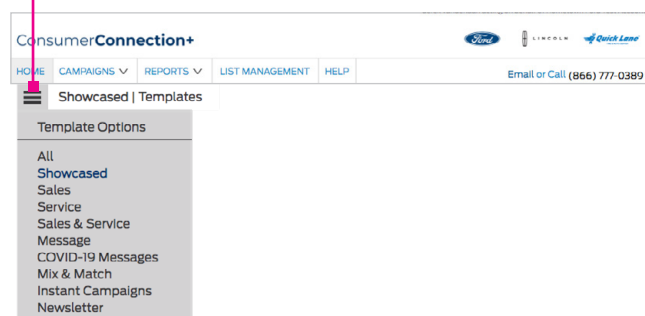 ConsumerConnection+
Ford LINCOLN Quick Lane
HOME CAMPAIGNS REPORTS LIST MANAGEMENT HELP
Email or Call (866) 777-0389
Showcased | Templates
Template Options
All
Showcased
Sales
Service
Sales & Service
Message
COVID-19 Messages
Mix & Match
Instant Campaigns
Newsletter